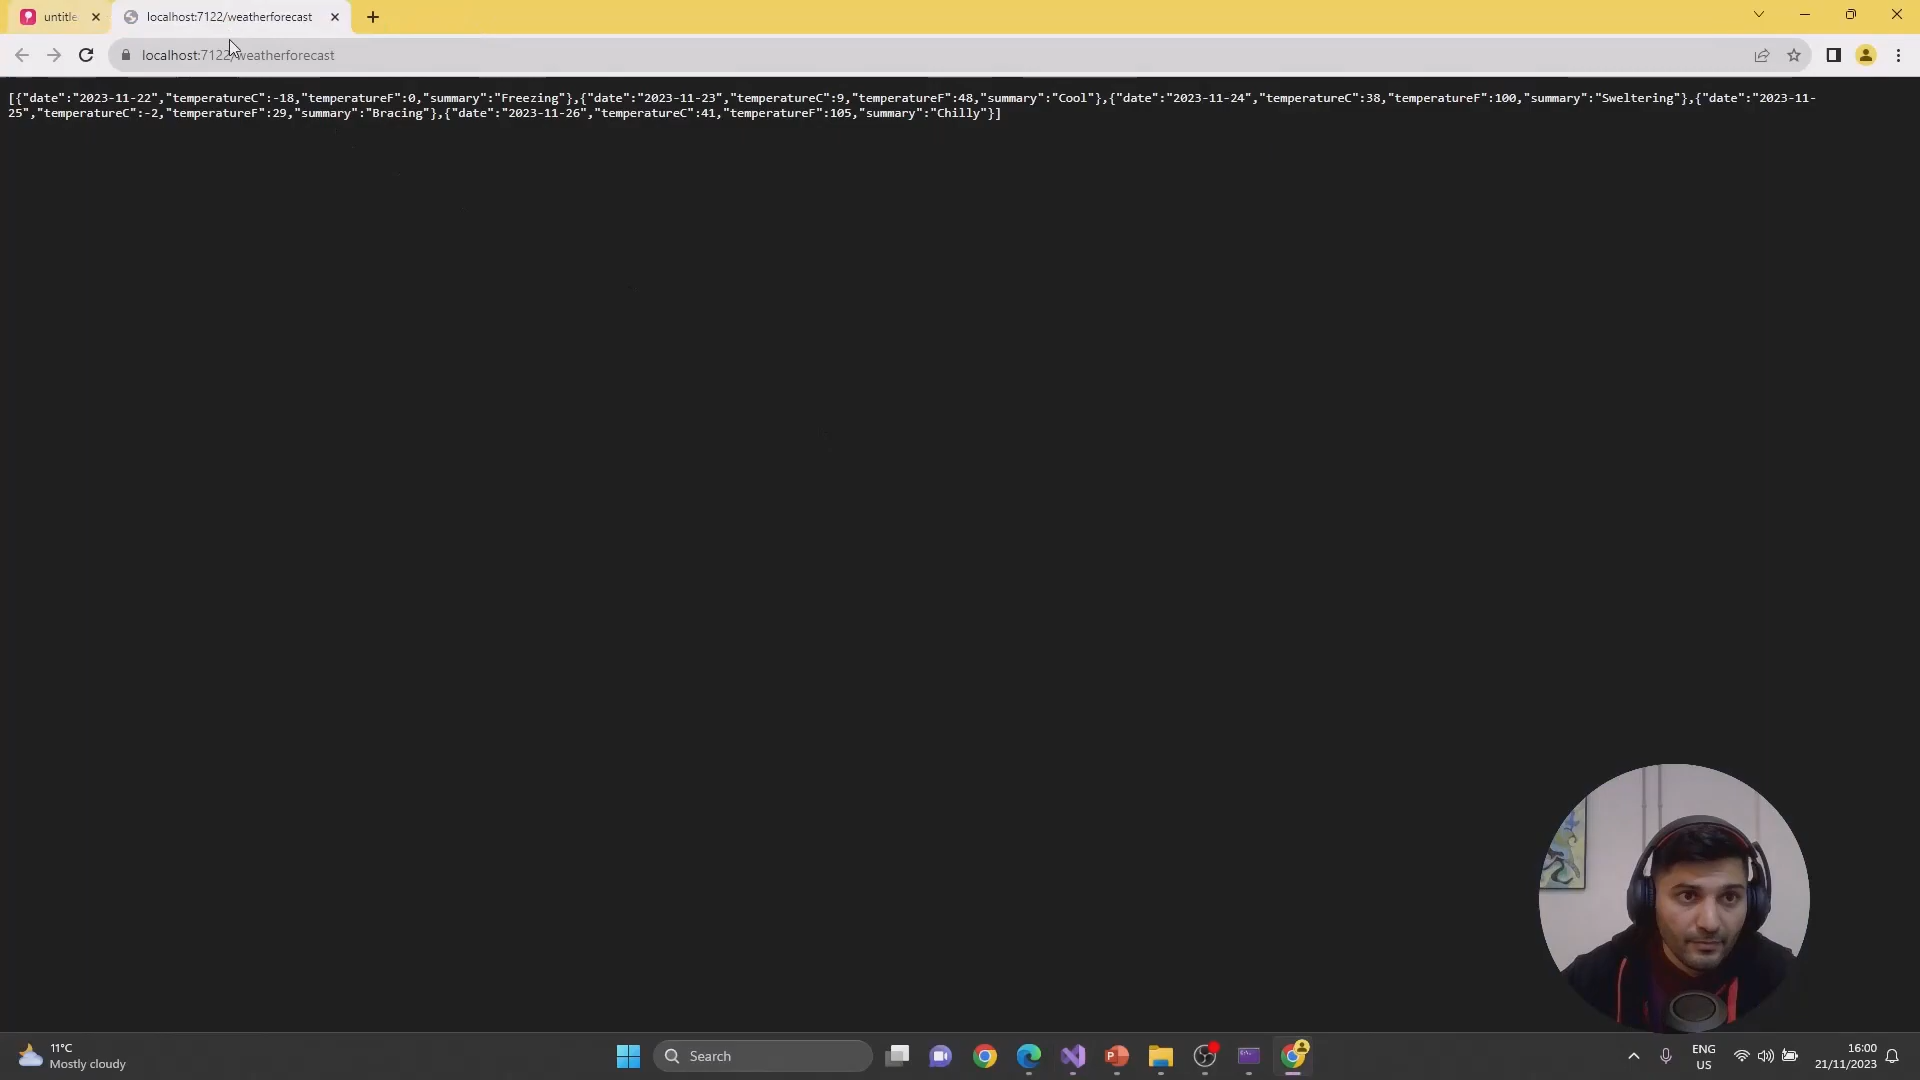 untitle
localhost:7122/weatherforecast
localhost:7122/weatherforecast
[{"date":"2023-11-22","temperatureC":-18,"temperatureF":0,"summary":"Freezing"},{"date":"2023-11-23","temperatureC":9,"temperatureF":48,"summary":"Cool"},{"date":"2023-11-24","temperatureC":38,"temperatureF":100,"summary":"Sweltering"},{"date":"2023-11-
25","temperatureC":-2,"temperatureF":29,"summary":"Bracing"},{"date":"2023-11-26","temperatureC":41,"temperatureF":105,"summary":"Chilly"}]
11°C
Mostly cloudy
Search
ENG
US
16:00
21/11/2023